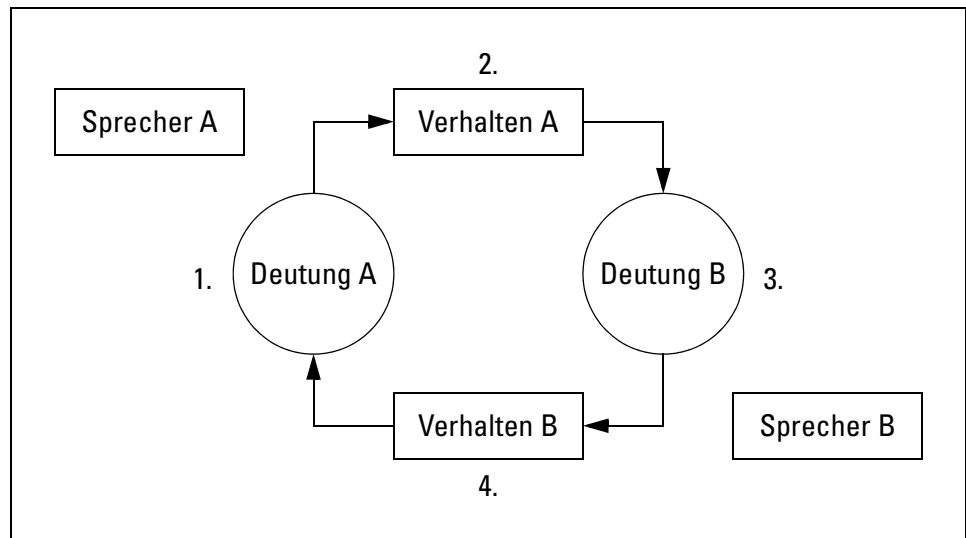 2.
Sprecher A
Verhalten A
1.
Deutung A
Deutung B
3.
Verhalten B
Sprecher B
4.